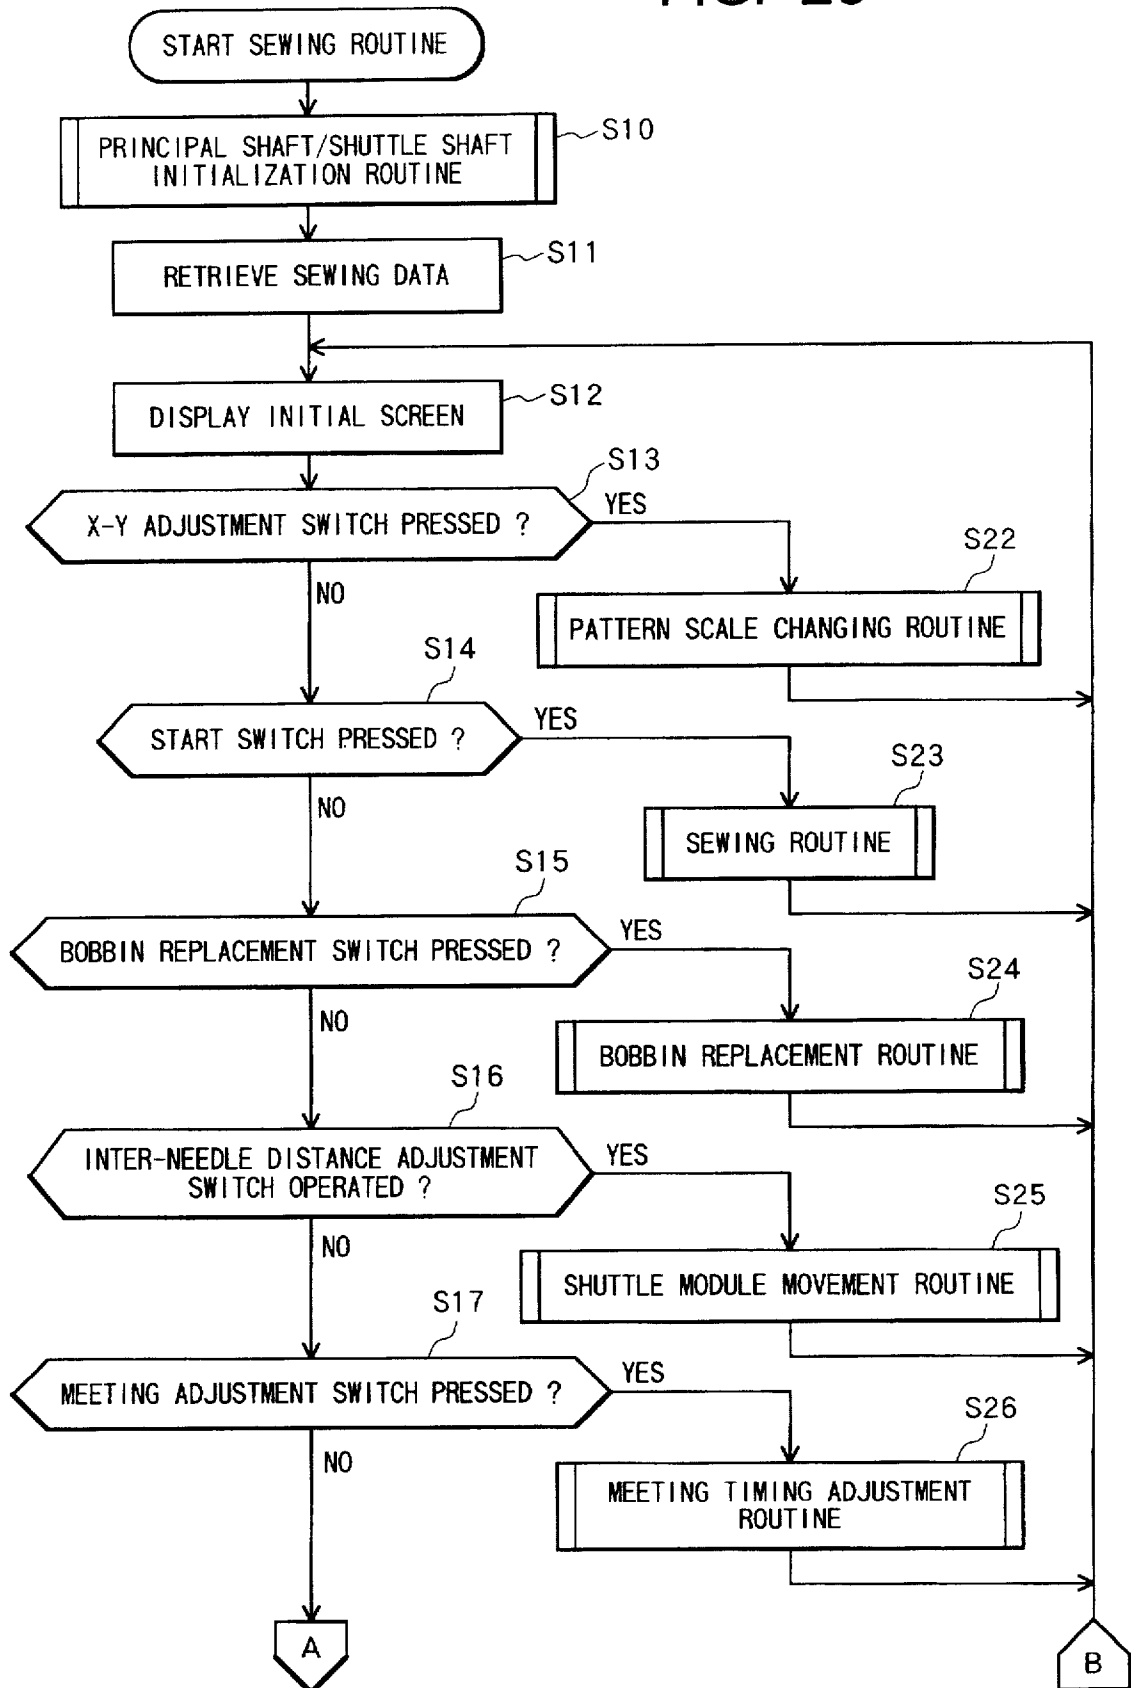 START SEWING ROUTINE
PRINCIPAL SHAFT/SHUTTLE SHAFT
INITIALIZATION ROUTINE
S10
RETRIEVE SEWING DATA
S11
DISPLAY INITIAL SCREEN
S12
S13
X-Y ADJUSTMENT SWITCH PRESSED ?
YES
NO
S22
PATTERN SCALE CHANGING ROUTINE
S14
START SWITCH PRESSED ?
YES
NO
S23
SEWING ROUTINE
S15
BOBBIN REPLACEMENT SWITCH PRESSED ?
YES
NO
S24
BOBBIN REPLACEMENT ROUTINE
S16
INTER-NEEDLE DISTANCE ADJUSTMENT
SWITCH OPERATED ?
YES
NO
S25
SHUTTLE MODULE MOVEMENT ROUTINE
S17
MEETING ADJUSTMENT SWITCH PRESSED ?
YES
NO
S26
MEETING TIMING ADJUSTMENT
ROUTINE
A
B